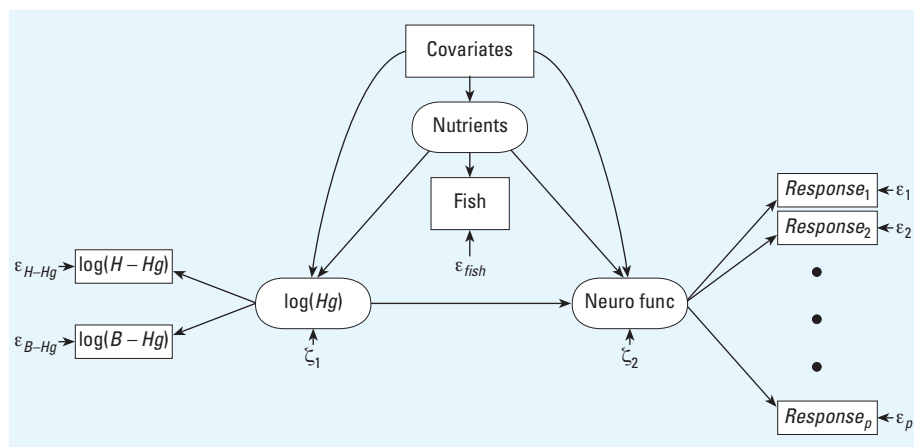 Covariates
Nutrients
Fish
ε_fish
log(H – Hg)
ε_H–Hg
log(B – Hg)
ε_B–Hg
log(Hg)
ζ₁
Neuro func
ζ₂
Response₁
ε₁
Response₂
ε₂
Responseₚ
εₚ